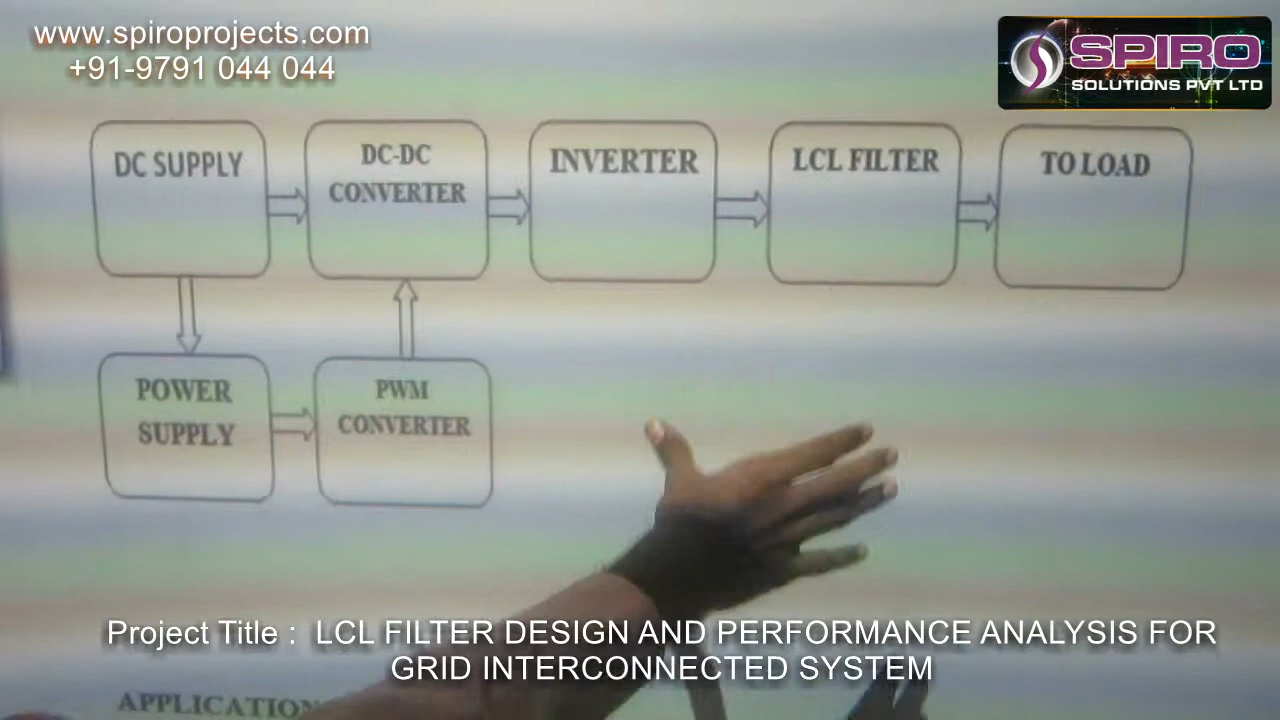 www.spiroprojects.com
+91-9791 044 044
SPIRO
SOLUTIONS PVT LTD
DC SUPPLY
DC-DC
CONVERTER
INVERTER
LCL FILTER
TO LOAD
POWER
SUPPLY
PWM
CONVERTER
Project Title : LCL FILTER DESIGN AND PERFORMANCE ANALYSIS FOR
GRID INTERCONNECTED SYSTEM
APPLICATION